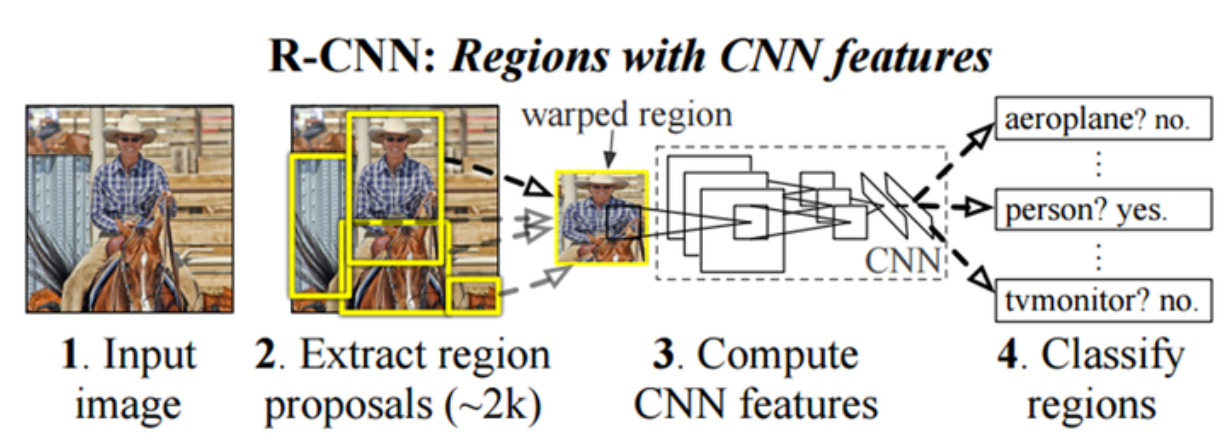 R-CNN: Regions with CNN features
warped region
aeroplane? no.
⋮
person? yes.
⋮
tvmonitor? no.
CNN
1. Input
image
2. Extract region
proposals (~2k)
3. Compute
CNN features
4. Classify
regions